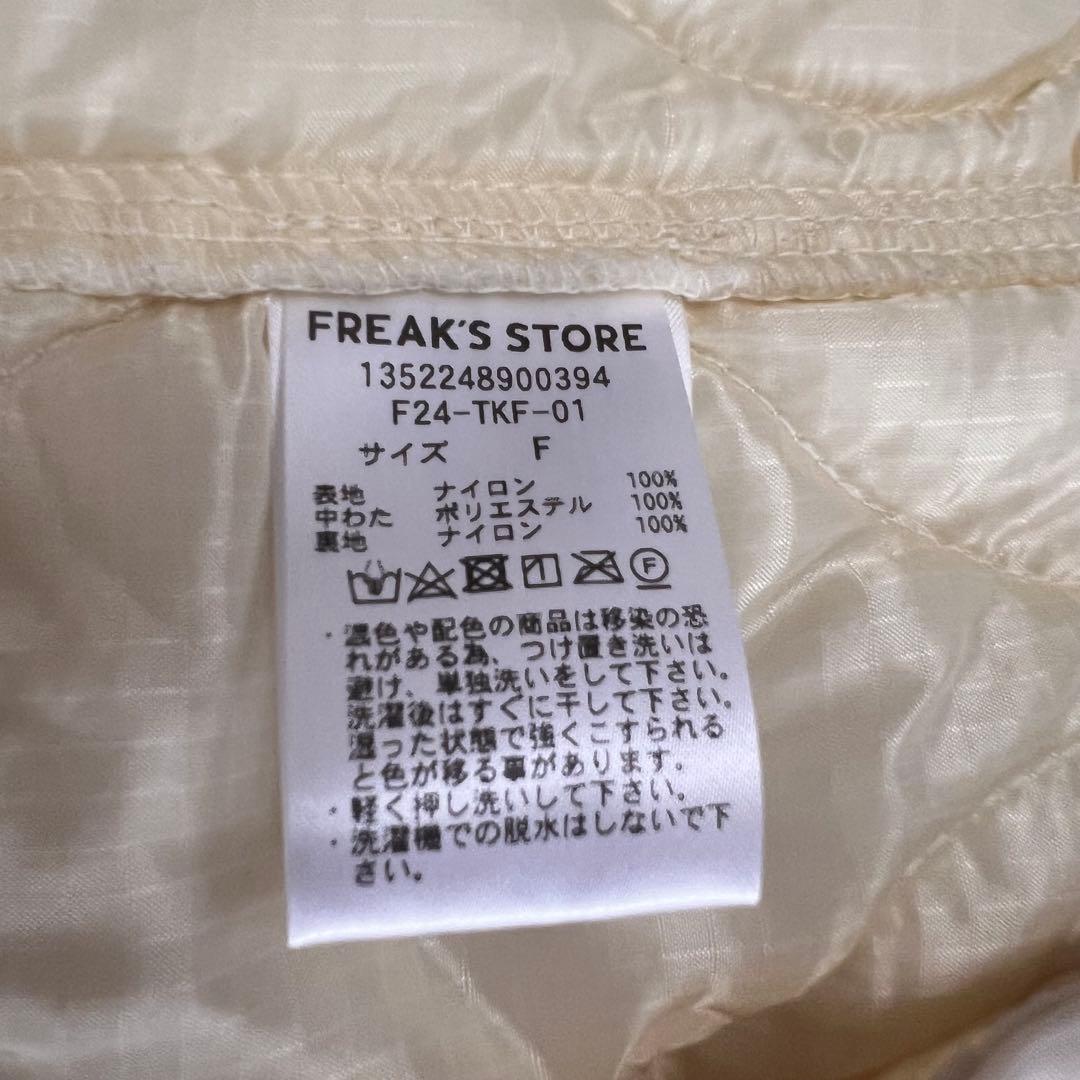 FREAK'S STORE
1352248900394
F24-TKF-01
サイズ F
表地 ナイロン 100%
中わた ポリエステル 100%
裏地 ナイロン 100%
F
・濃色や配色の商品は移染の恐
れがある為、つけ置き洗いは
避け、単独洗いをして下さい。
洗濯後はすぐに干して下さい。
湿った状態で強くこすられる
と色が移る事があります。
・軽く押し洗いして下さい。
・洗濯機での脱水はしないで下
さい。